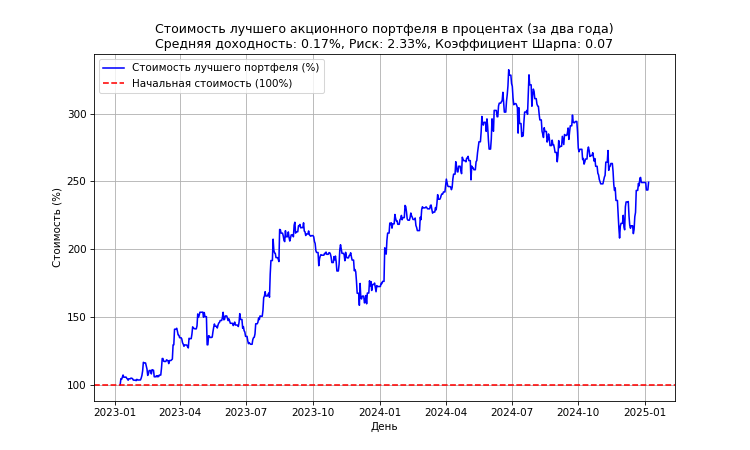 Стоимость лучшего акционного портфеля в процентах (за два года)
Средняя доходность: 0.17%, Риск: 2.33%, Коэффициент Шарпа: 0.07
Стоимость лучшего портфеля (%)
Начальная стоимость (100%)
Стоимость (%)
300
250
200
150
100
2023-01 2023-04 2023-07 2023-10 2024-01 2024-04 2024-07 2024-10 2025-01
День